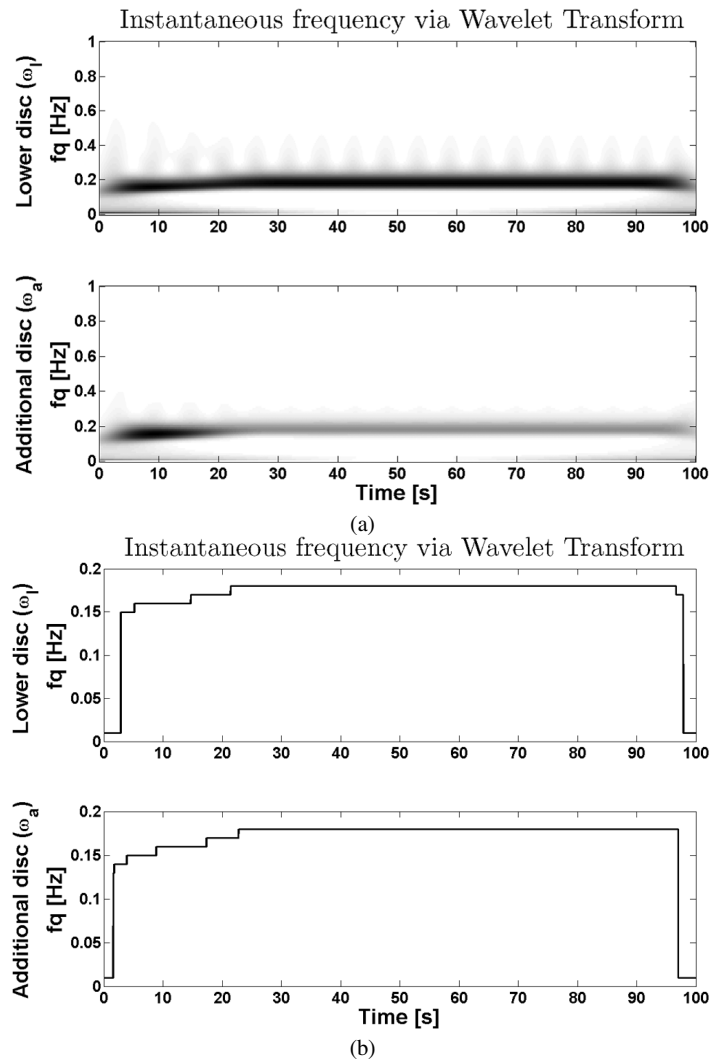 Instantaneous frequency via Wavelet Transform
Lower disc (ωl)
fq [Hz]
1
0.8
0.6
0.4
0.2
0
0 10 20 30 40 50 60 70 80 90 100
Additional disc (ωa)
fq [Hz]
1
0.8
0.6
0.4
0.2
0
0 10 20 30 40 50 60 70 80 90 100
Time [s]
(a)
Instantaneous frequency via Wavelet Transform
Lower disc (ωl)
fq [Hz]
0.2
0.15
0.1
0.05
0
0 10 20 30 40 50 60 70 80 90 100
Additional disc (ωa)
fq [Hz]
0.2
0.15
0.1
0.05
0
0 10 20 30 40 50 60 70 80 90 100
Time [s]
(b)